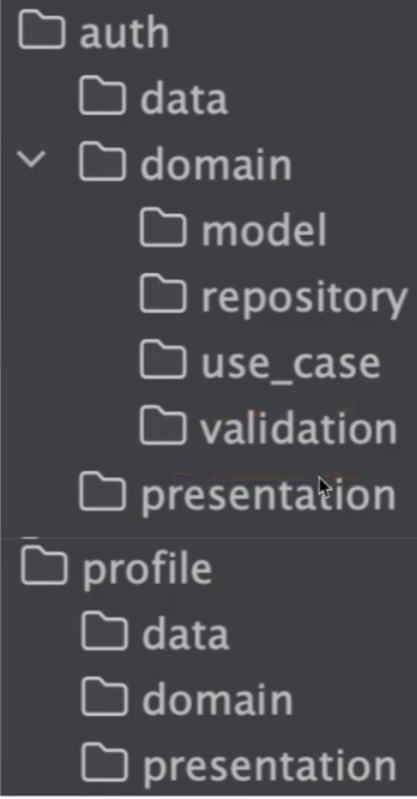 auth
data
domain
model
repository
use_case
validation
presentation
profile
data
domain
presentation